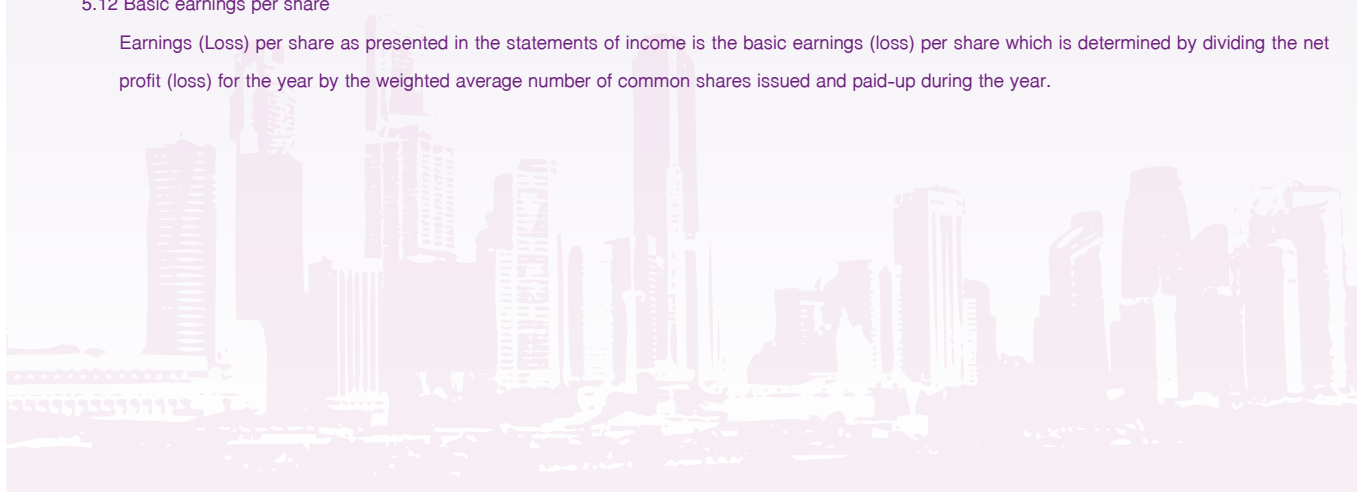 5.12 Basic earnings per share
Earnings (Loss) per share as presented in the statements of income is the basic earnings (loss) per share which is determined by dividing the net
profit (loss) for the year by the weighted average number of common shares issued and paid-up during the year.